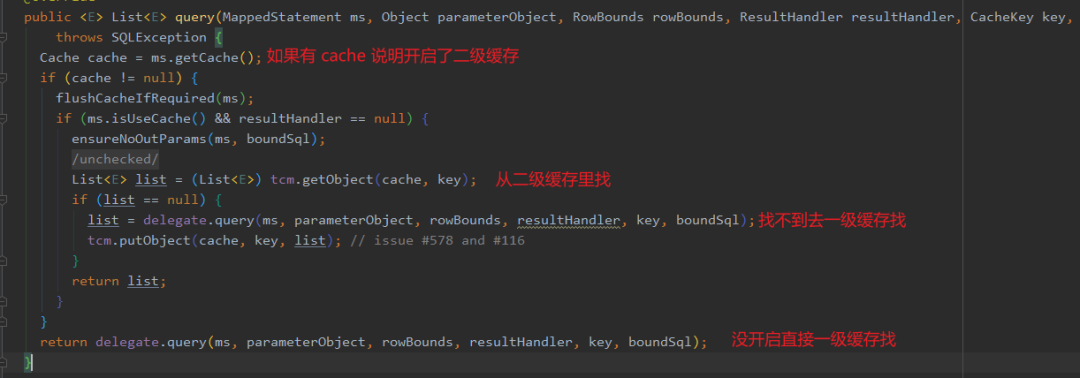 public <E> List<E> query(MappedStatement ms, Object parameterObject, RowBounds rowBounds, ResultHandler resultHandler, CacheKey key,
throws SQLException {
Cache cache = ms.getCache(); 如果有 cache 说明开启了二级缓存
if (cache != null) {
flushCacheIfRequired(ms);
if (ms.isUseCache() && resultHandler == null) {
ensureNoOutParams(ms, boundSql);
/unchecked/
List<E> list = (List<E>) tcm.getObject(cache, key); 从二级缓存里找
if (list == null) {
list = delegate.query(ms, parameterObject, rowBounds, resultHandler, key, boundSql); 找不到去一级缓存找
tcm.putObject(cache, key, list); // issue #578 and #116
}
return list;
}
}
return delegate.query(ms, parameterObject, rowBounds, resultHandler, key, boundSql); 没开启直接一级缓存找
}